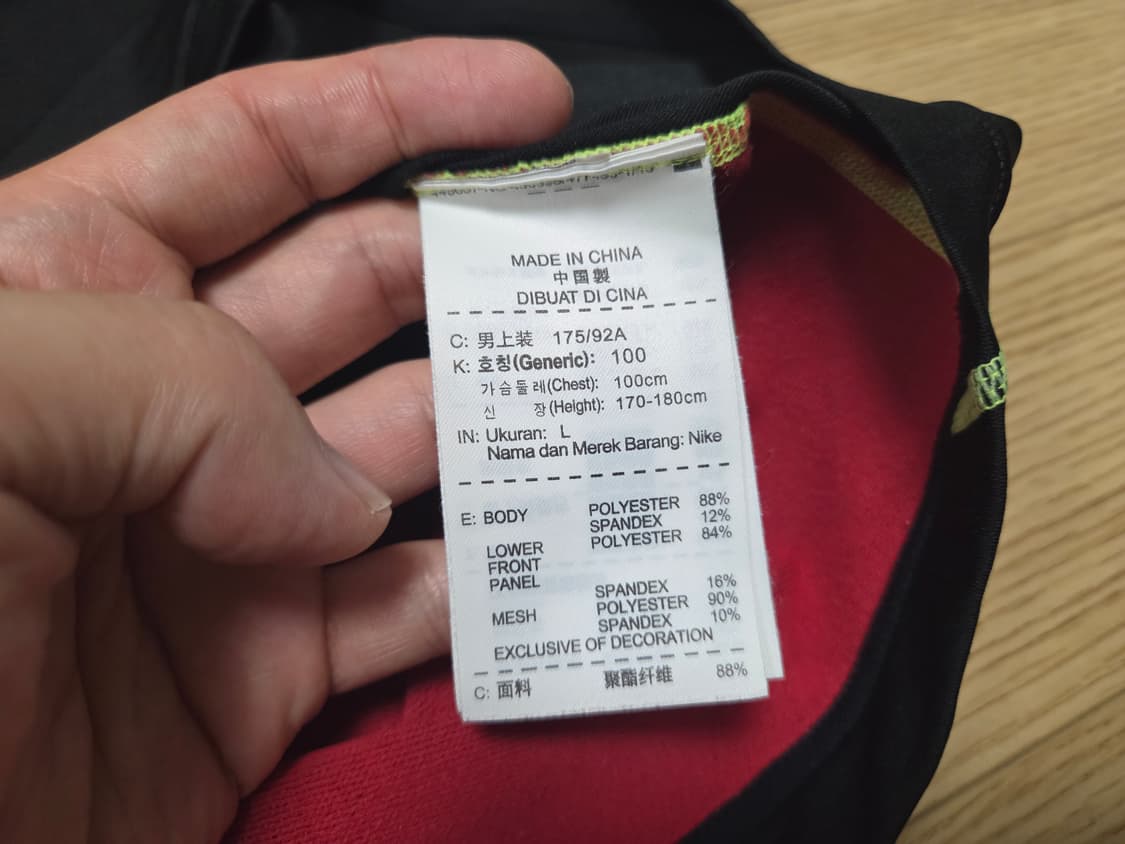 MADE IN CHINA
中国製
DIBUAT DI CINA
C: 男上装 175/92A
K: 호칭(Generic): 100
가슴둘레(Chest): 100cm
신 장(Height): 170-180cm
IN: Ukuran: L
Nama dan Merek Barang: Nike
E: BODY POLYESTER 88%
SPANDEX 12%
LOWER POLYESTER 84%
FRONT
PANEL
SPANDEX 16%
MESH POLYESTER 90%
SPANDEX 10%
EXCLUSIVE OF DECORATION
C: 面料 聚酯纤维 88%